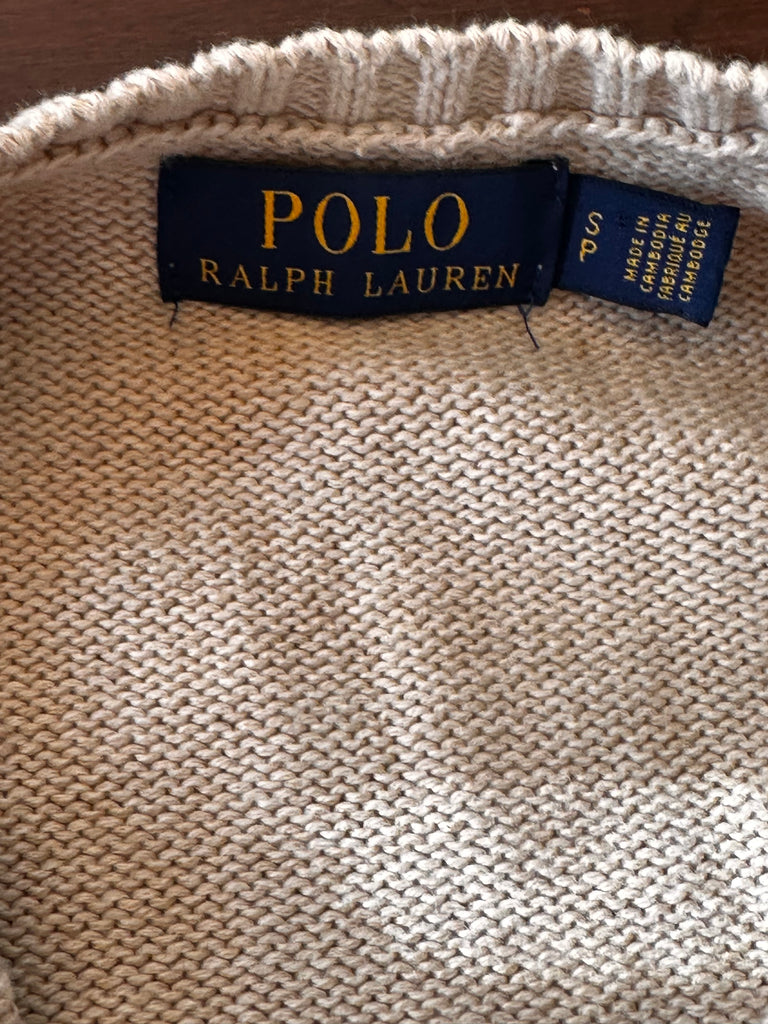 POLO
RALPH LAUREN
S
P
MADE IN
CAMBODIA
FABRIQUÉ AU
CAMBODGE